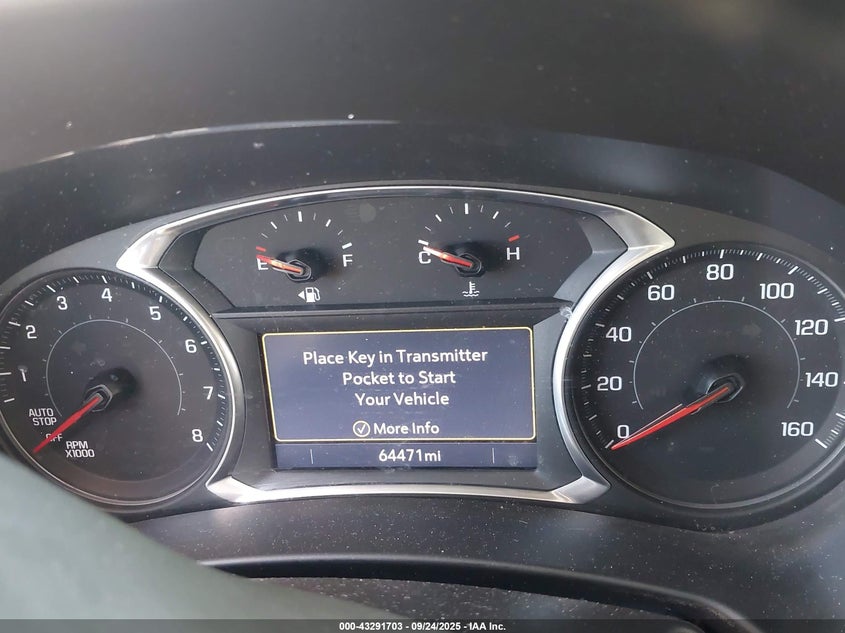 E
F
C
H
1
2
3
4
5
6
7
8
AUTO
STOP
OFF
RPM
X1000
Place Key in Transmitter
Pocket to Start
Your Vehicle
More Info
64471mi
0
20
40
60
80
100
120
140
160
000-43291703 - 09/24/2025 - IAA Inc.